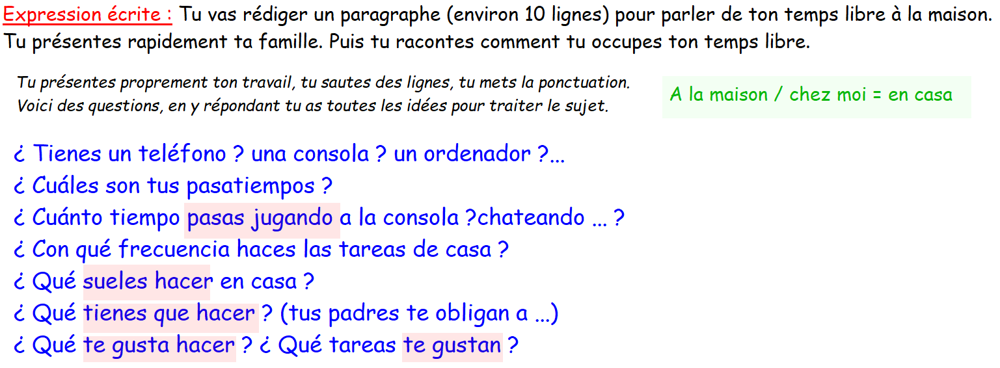 Expression écrite : Tu vas rédiger un paragraphe (environ 10 lignes) pour parler de ton temps libre à la maison.
Tu présentes rapidement ta famille. Puis tu racontes comment tu occupes ton temps libre.
Tu présentes proprement ton travail, tu sautes des lignes, tu mets la ponctuation.
Voici des questions, en y répondant tu as toutes les idées pour traiter le sujet.
A la maison / chez moi = en casa
¿ Tienes un teléfono ? una consola ? un ordenador ?...
¿ Cuáles son tus pasatiempos ?
¿ Cuánto tiempo pasas jugando a la consola ?chateando ... ?
¿ Con qué frecuencia haces las tareas de casa ?
¿ Qué sueles hacer en casa ?
¿ Qué tienes que hacer ? (tus padres te obligan a ...)
¿ Qué te gusta hacer ? ¿ Qué tareas te gustan ?